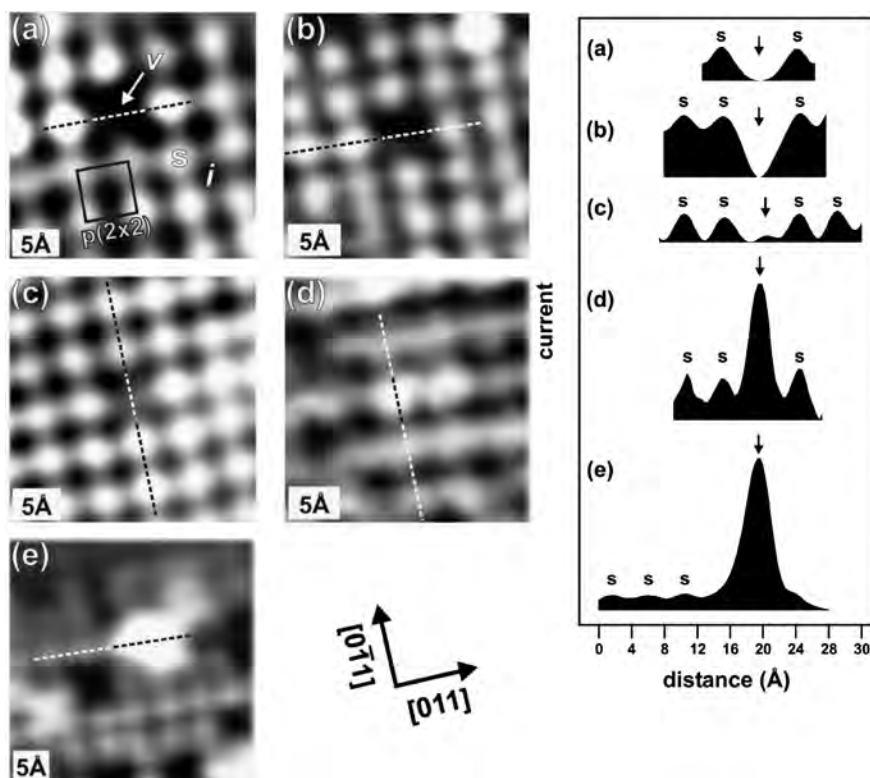 (a)
v
s
i
p(2x2)
5Å
(b)
5Å
(c)
5Å
(d)
5Å
(e)
5Å
[01̅1]
[011]
current
(a)
s s
(b)
s s s
(c)
s s s s
(d)
s s s
(e)
s s s
0 4 8 12 16 20 24 28 30
distance (Å)